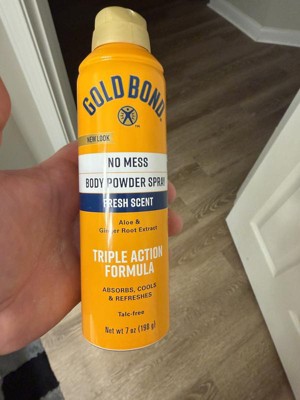 GOLD BOND
NEW LOOK
NO MESS
BODY POWDER SPRAY
FRESH SCENT
Aloe &
Ginger Root Extract
TRIPLE ACTION
FORMULA
ABSORBS, COOLS
& REFRESHES
Talc-free
Net wt 7 oz (198 g)